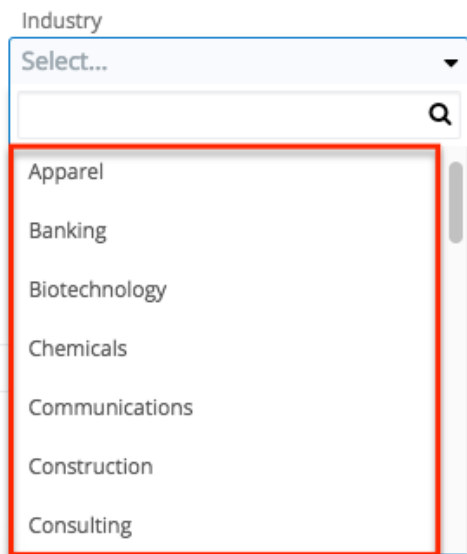 Industry
Select...
Apparel
Banking
Biotechnology
Chemicals
Communications
Construction
Consulting